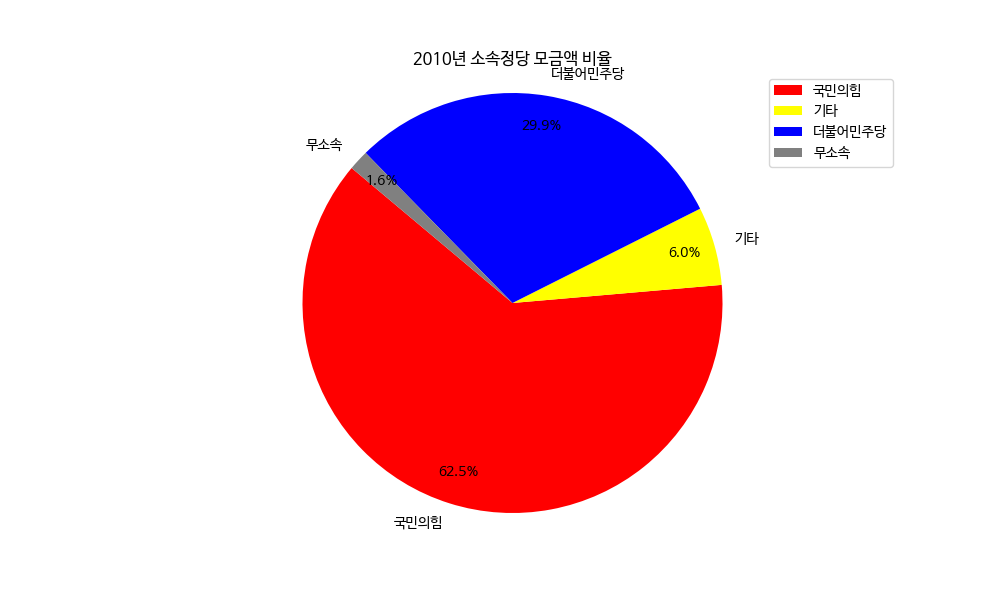 2010년 소속정당 모금액 비율
더불어민주당
29.9%
무소속
1.6%
기타
6.0%
62.5%
국민의힘
국민의힘
기타
더불어민주당
무소속